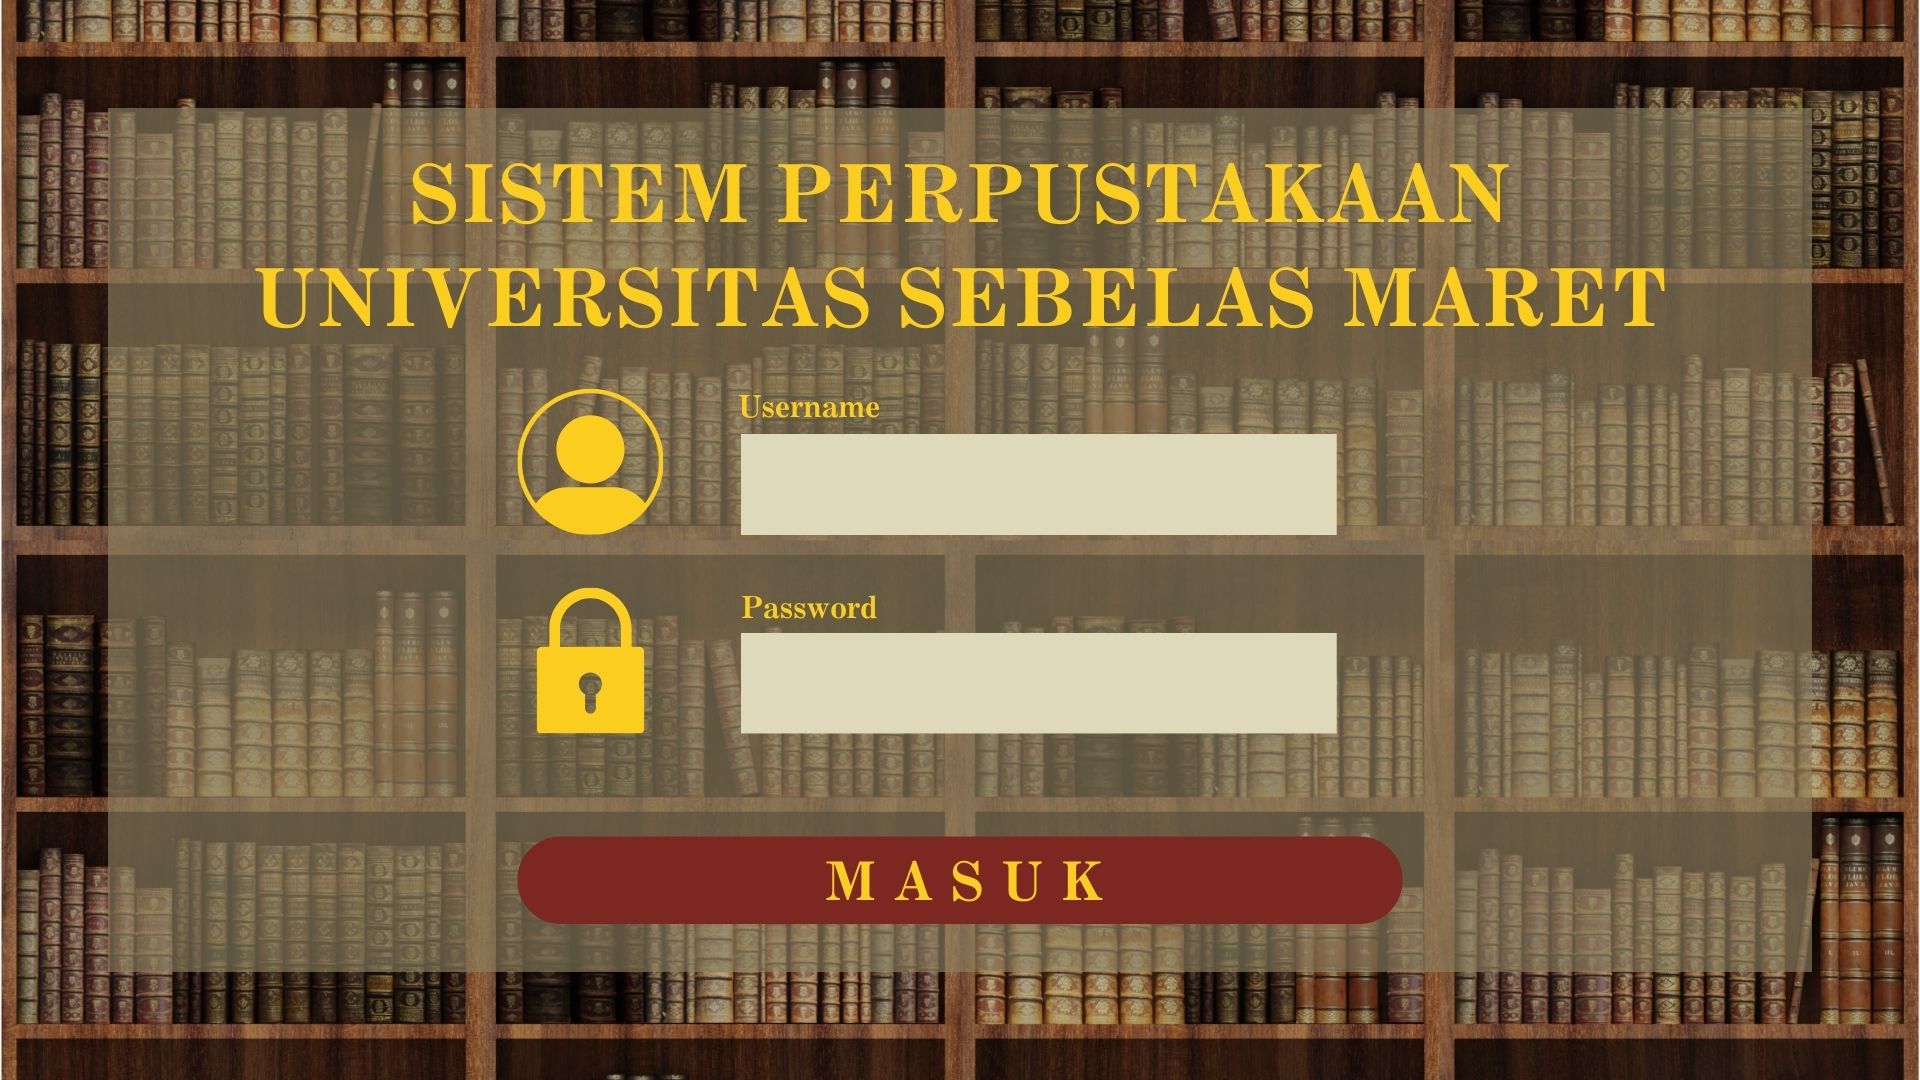 SISTEM PERPUSTAKAAN
UNIVERSITAS SEBELAS MARET
Username
Password
MASUK